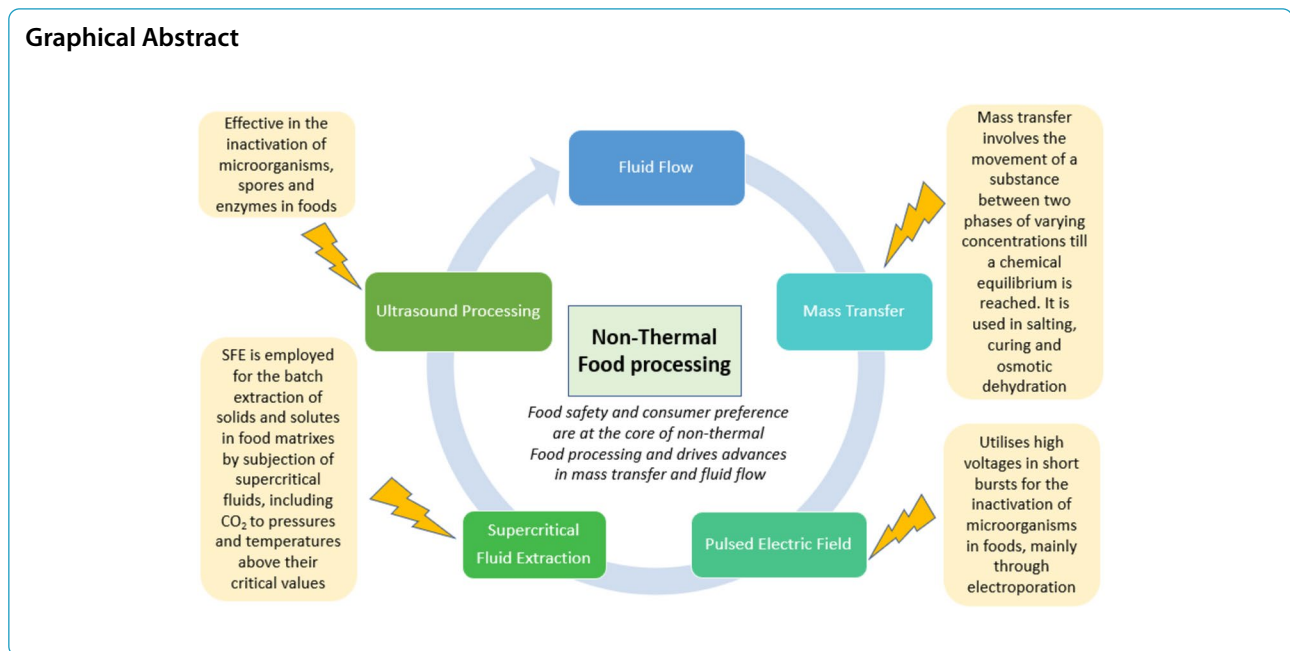 Graphical Abstract
Effective in the
inactivation of
microorganisms,
spores and
enzymes in foods
Fluid Flow
Mass transfer
involves the
movement of a
substance
between two
phases of varying
concentrations till
a chemical
equilibrium is
reached. It is
used in salting,
curing and
osmotic
dehydration
Ultrasound Processing
Mass Transfer
Non-Thermal
Food processing
Food safety and consumer preference
are at the core of non-thermal
Food processing and drives advances
in mass transfer and fluid flow
SFE is employed
for the batch
extraction of
solids and solutes
in food matrixes
by subjection of
supercritical
fluids, including
CO₂ to pressures
and temperatures
above their
critical values
Supercritical
Fluid Extraction
Pulsed Electric Field
Utilises high
voltages in short
bursts for the
inactivation of
microorganisms
in foods, mainly
through
electroporation